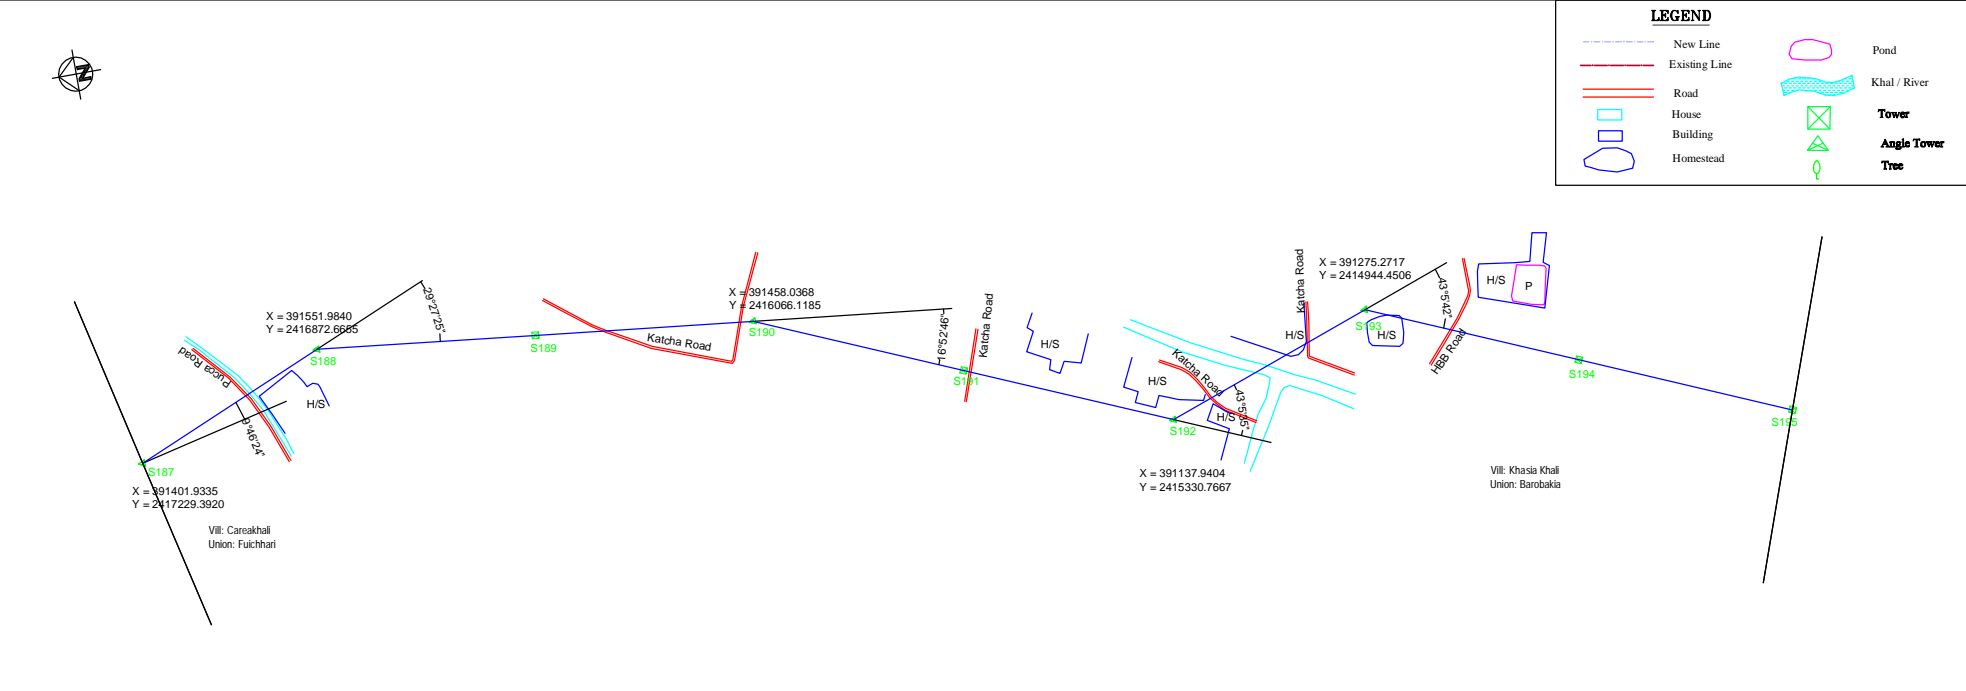 LEGEND
New Line
Existing Line
Road
House
Building
Homestead
Pond
Khal / River
Tower
Angle Tower
Tree
N
X = 391551.9840
Y = 2416872.6655
29°27'25"
S188
Pucca Road
H/S
9°46'24"
S187
X = 391401.9335
Y = 2417229.3920
Vill: Careakhali
Union: Fuichhari
S189
Katcha Road
X = 391458.0368
Y = 2416066.1185
S190
16°52'46"
Katcha Road
S191
H/S
H/S
Katcha Road
H/S
43°5'35"
S192
X = 391137.9404
Y = 2415330.7667
Katcha Road
H/S
X = 391275.2717
Y = 2414944.4506
S193
H/S
43°5'42"
HBB Road
H/S
P
S194
S195
Vill: Khasia Khali
Union: Barobakia